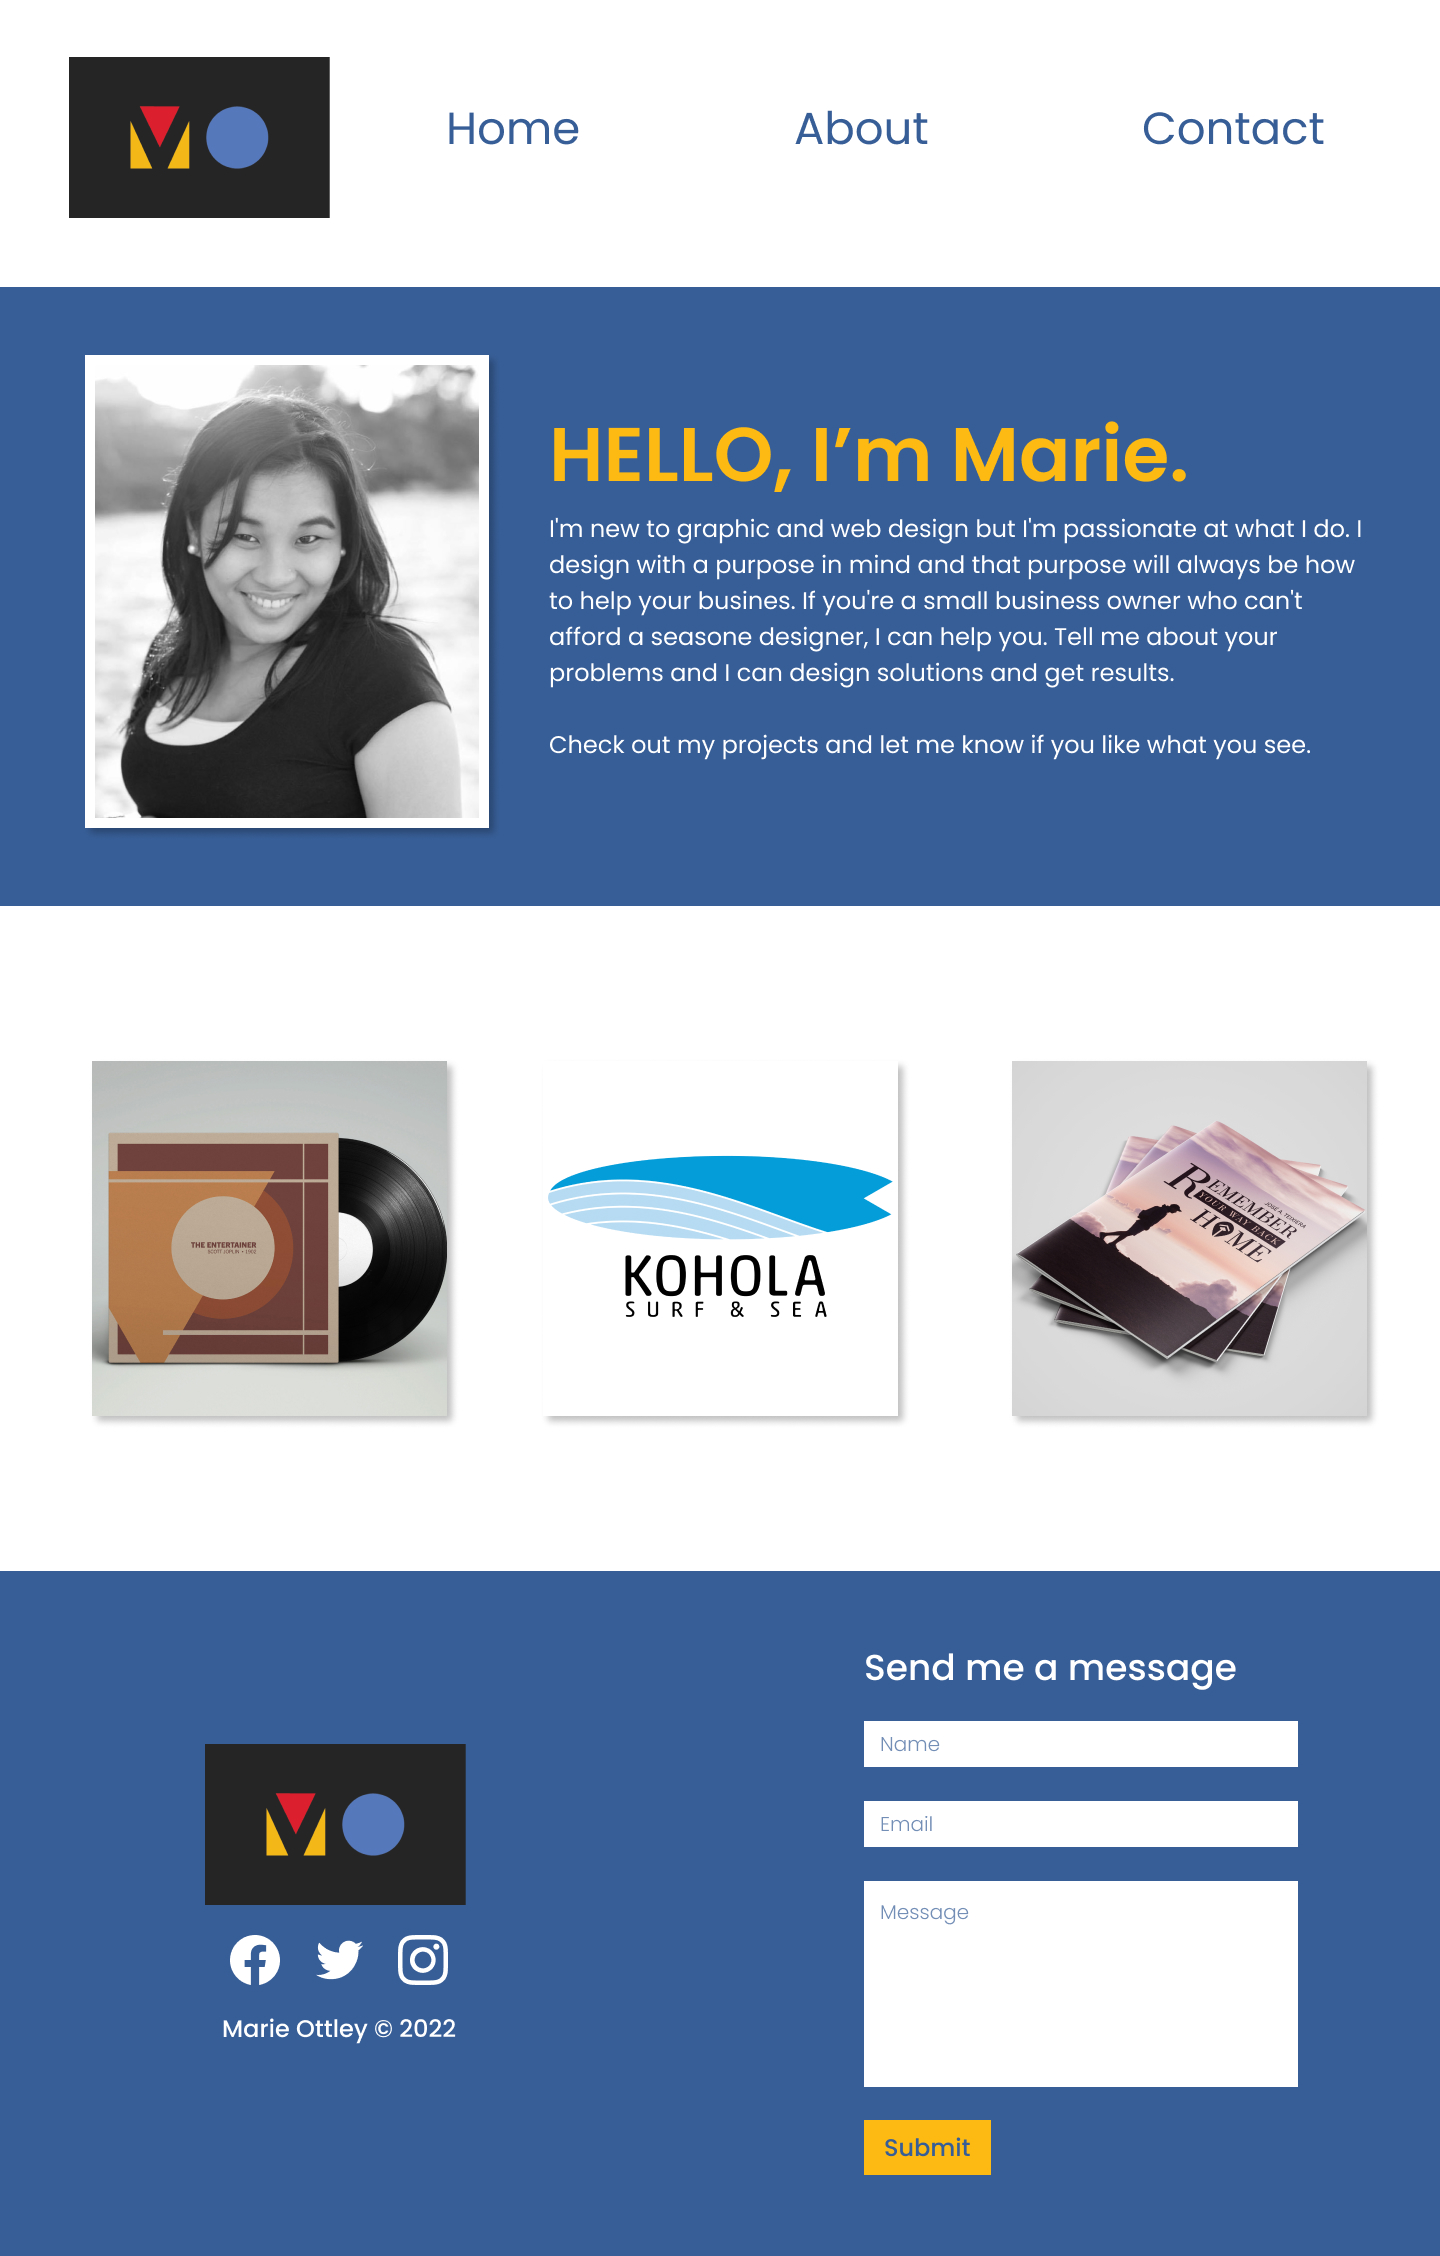 Home About Contact
HELLO, I’m Marie.
I'm new to graphic and web design but I'm passionate at what I do. I
design with a purpose in mind and that purpose will always be how
to help your busines. If you're a small business owner who can't
afford a seasone designer, I can help you. Tell me about your
problems and I can design solutions and get results.
Check out my projects and let me know if you like what you see.
THE ENTERTAINER
SCOTT JOPLIN • 1902
KOHOLA
SURF & SEA
JOSE A. TEIXEIRA
REMEMBER
YOUR WAY BACK
HOME
Send me a message
Name
Email
Message
Submit
MO
Marie Ottley © 2022